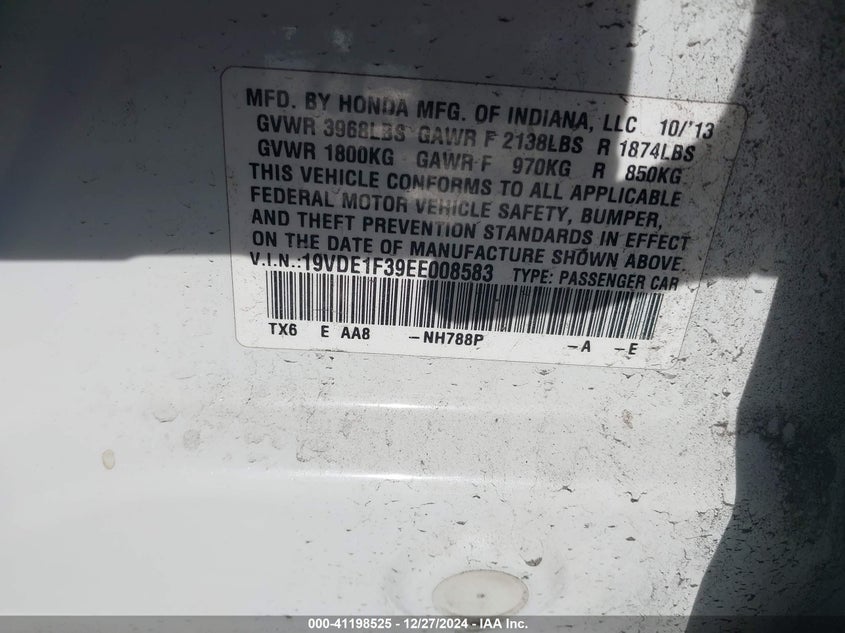 MFD. BY HONDA MFG. OF INDIANA, LLC 10/'13
GVWR 3968LBS GAWR F 2138LBS R 1874LBS
GVWR 1800KG GAWR F 970KG R 850KG
THIS VEHICLE CONFORMS TO ALL APPLICABLE
FEDERAL MOTOR VEHICLE SAFETY, BUMPER,
AND THEFT PREVENTION STANDARDS IN EFFECT
ON THE DATE OF MANUFACTURE SHOWN ABOVE.
V.I.N.:19VDE1F39EE008583 TYPE: PASSENGER CAR
TX6 E AA8 -NH788P -A -E
000-41198525 - 12/27/2024 - IAA Inc.